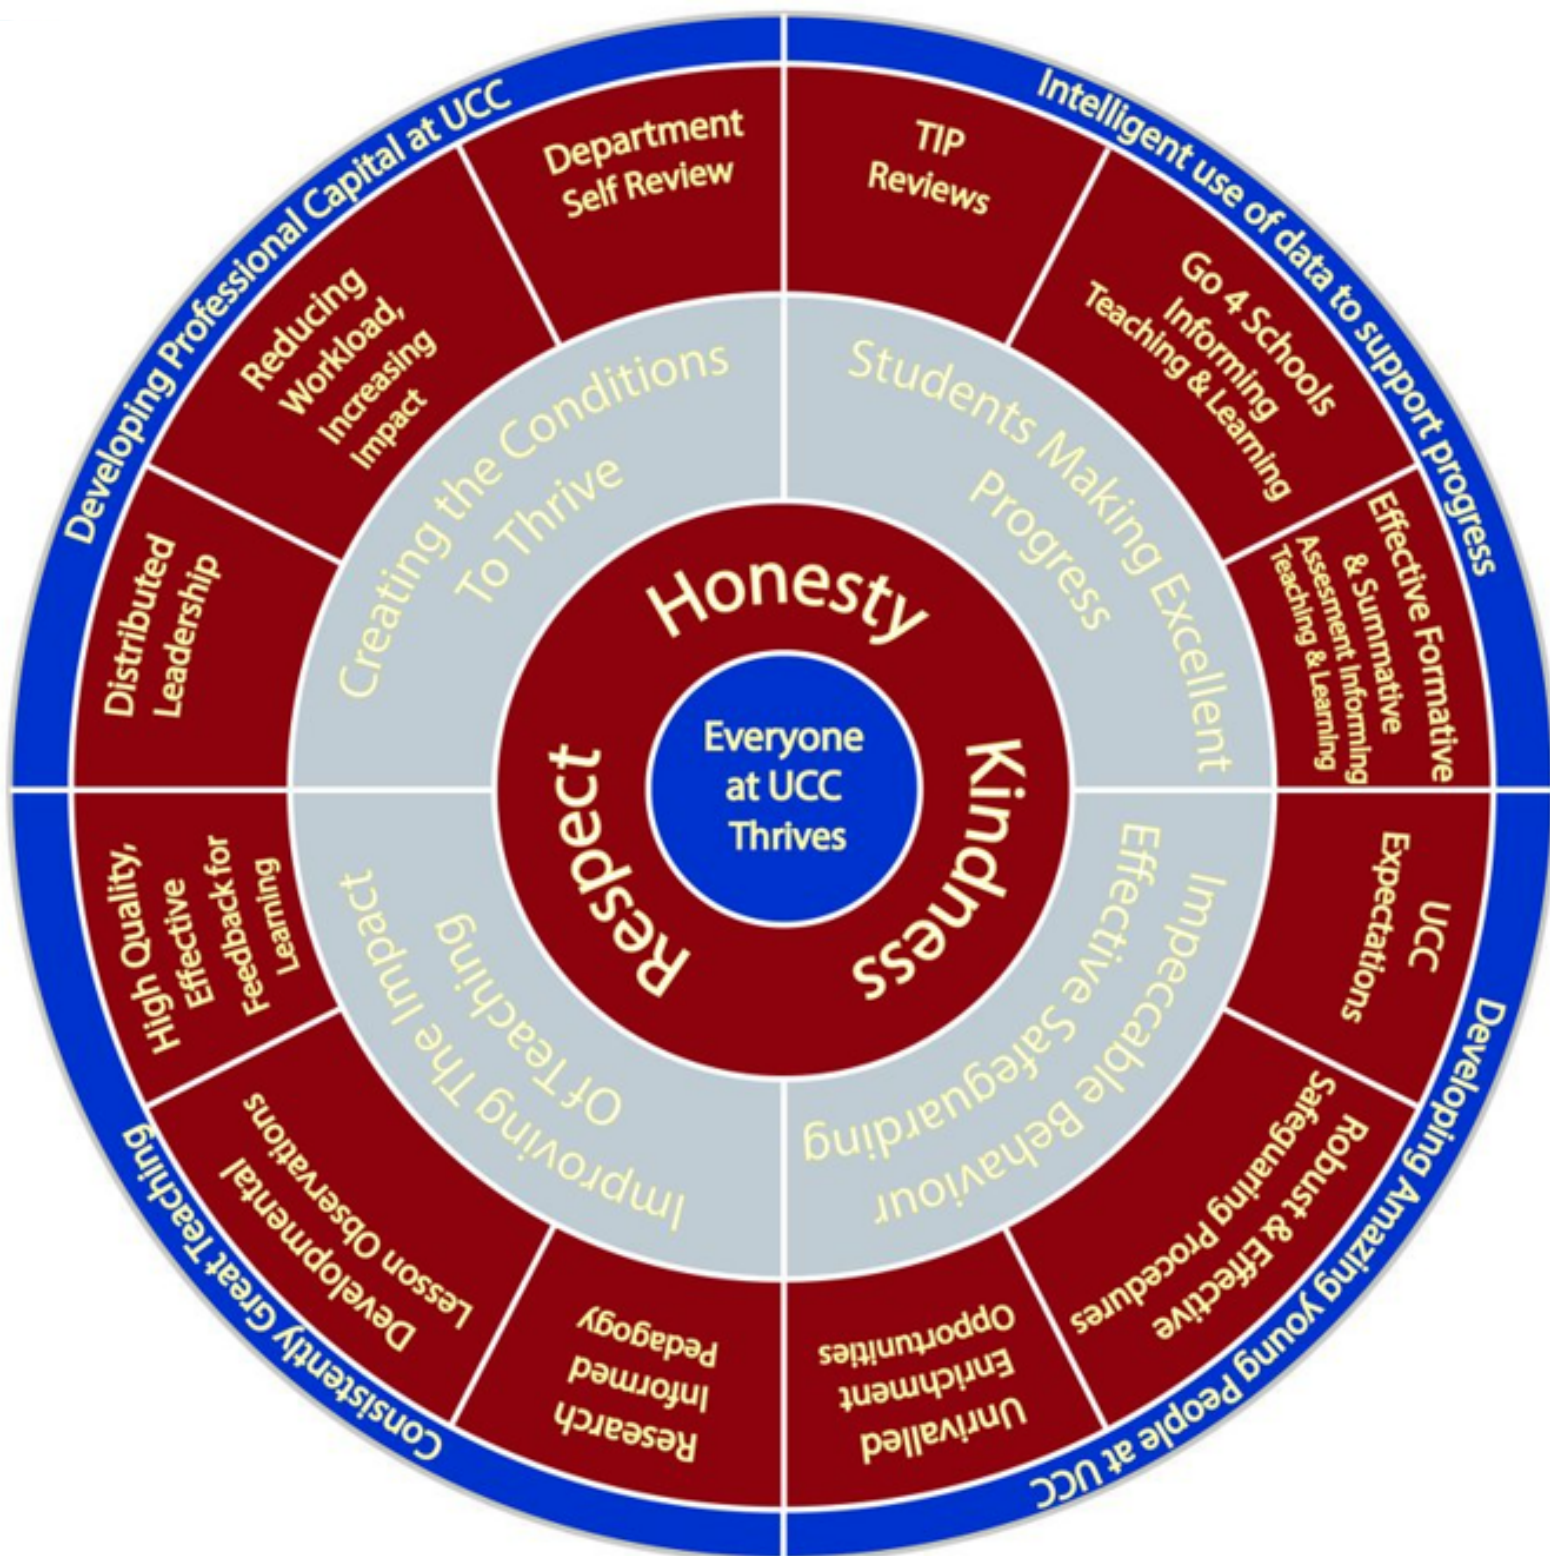 Everyone
at UCC
Thrives
Honesty
Kindness
Respect
Creating the Conditions
To Thrive
Students Making Excellent
Progress
Impeccable Behaviour
Effective Safeguarding
Improving The Impact
Of Teaching
Department
Self Review
TIP
Reviews
Go 4 Schools
Informing
Teaching & Learning
Effective Formative
& Summative
Assesment Informing
Teaching & Learning
UCC
Expectations
Robust & Effective
Safeguaring Procedures
Unrivalled
Enrichment
Opportunities
Research
Informed
Pedagogy
Developmental
Lesson Observations
High Quality,
Effective
Feedback for
Learning
Distributed
Leadership
Reducing
Workload,
Increasing
Impact
Developing Professional Capital at UCC
Intelligent use of data to support progress
Developing Amazing young People at UCC
Consistently Great Teaching